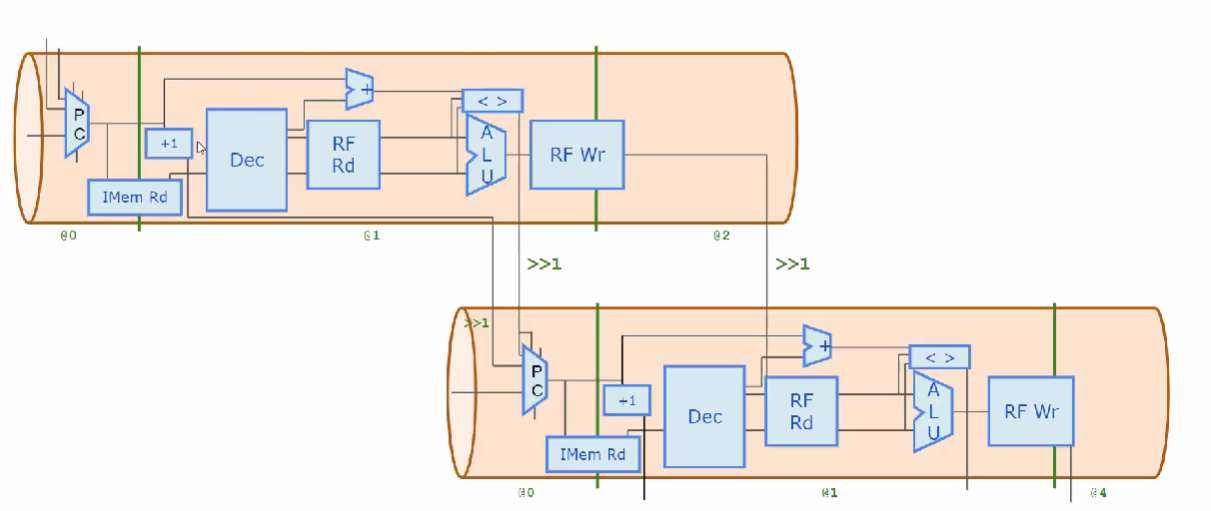 P
C
+1
IMem Rd
Dec
RF
Rd
+
< >
A
L
U
RF Wr
@0
@1
@2
>>1
>>1
>>1
P
C
+1
IMem Rd
Dec
RF
Rd
+
< >
A
L
U
RF Wr
@0
@1
@4